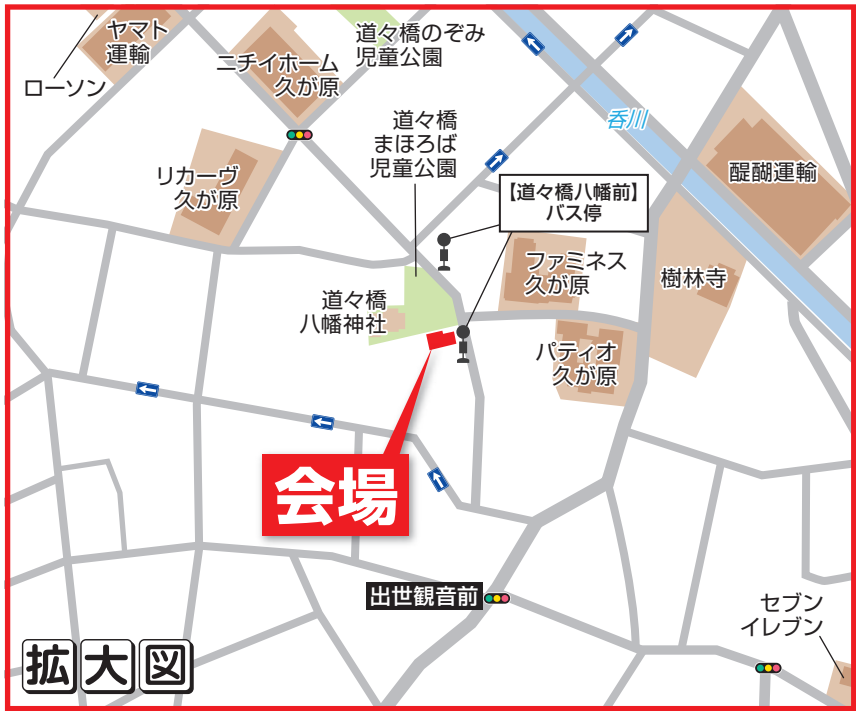 ヤマト
運輸
ローソン
ニチイホーム
久が原
道々橋のぞみ
児童公園
道々橋
まほろば
児童公園
呑川
リカーヴ
久が原
【道々橋八幡前】
バス停
醍醐運輸
ファミネス
久が原
樹林寺
道々橋
八幡神社
パティオ
久が原
会場
出世観音前
セブン
イレブン
拡大図